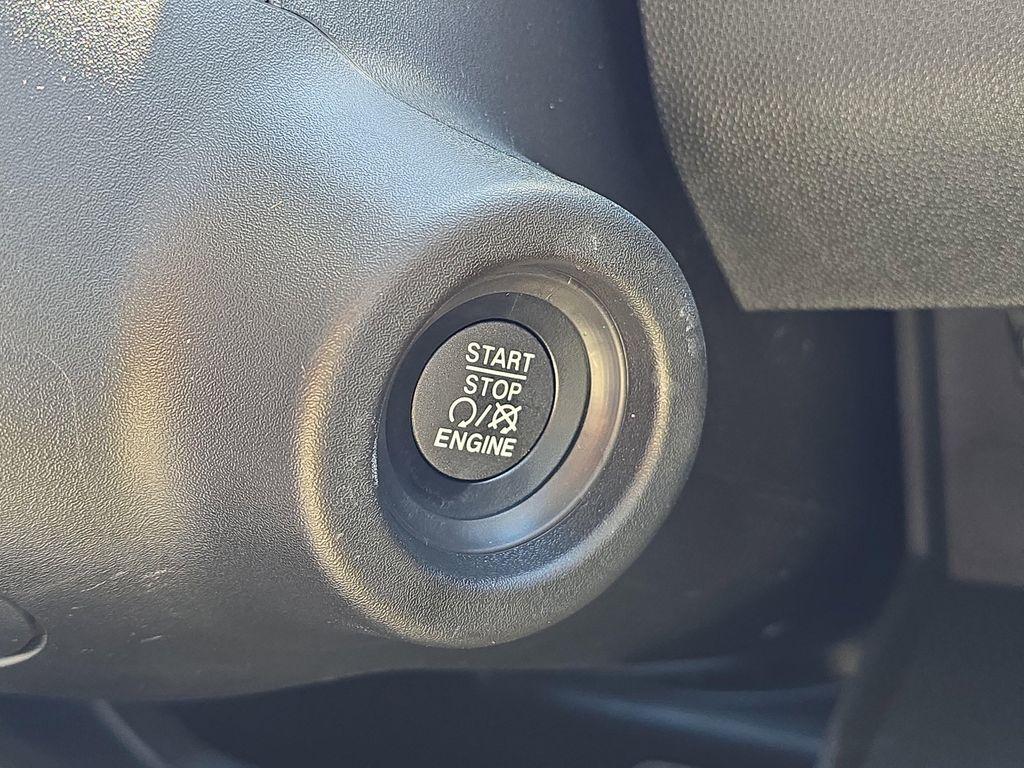 START
STOP
/
ENGINE